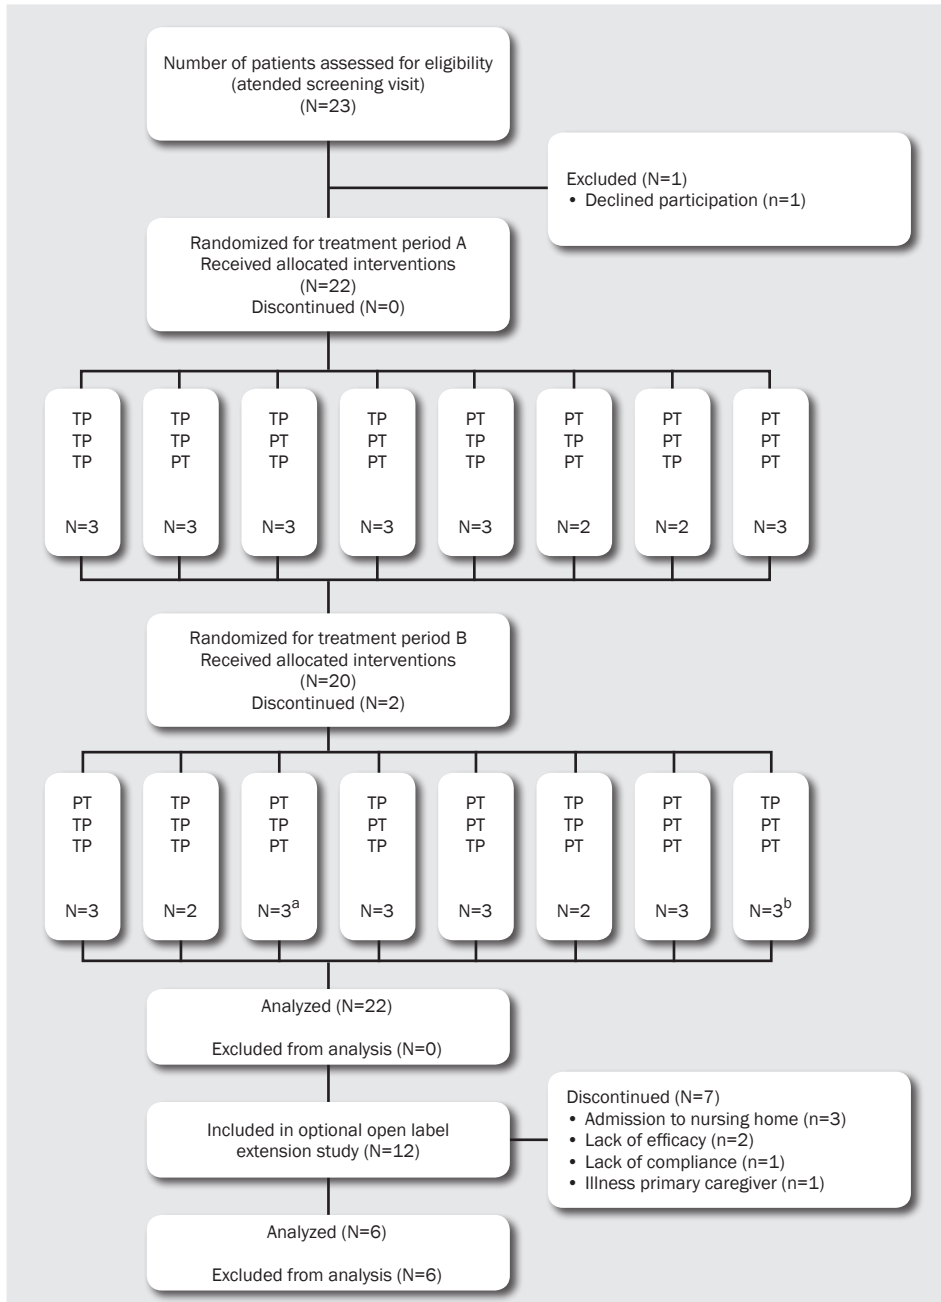 Number of patients assessed for eligibility
(atended screening visit)
(N=23)
Excluded (N=1)
• Declined participation (n=1)
Randomized for treatment period A
Received allocated interventions
(N=22)
Discontinued (N=0)
TP
TP
TP
N=3
TP
TP
PT
N=3
TP
PT
TP
N=3
TP
PT
PT
N=3
PT
TP
TP
N=3
PT
TP
PT
N=2
PT
PT
TP
N=2
PT
PT
PT
N=3
Randomized for treatment period B
Received allocated interventions
(N=20)
Discontinued (N=2)
PT
TP
TP
N=3
TP
TP
TP
N=2
PT
TP
PT
N=3a
TP
PT
TP
N=3
PT
PT
TP
N=3
TP
TP
PT
N=2
PT
PT
PT
N=3
TP
PT
PT
N=3b
Analyzed (N=22)
Excluded from analysis (N=0)
Included in optional open label
extension study (N=12)
Discontinued (N=7)
• Admission to nursing home (n=3)
• Lack of efficacy (n=2)
• Lack of compliance (n=1)
• Illness primary caregiver (n=1)
Analyzed (N=6)
Excluded from analysis (N=6)